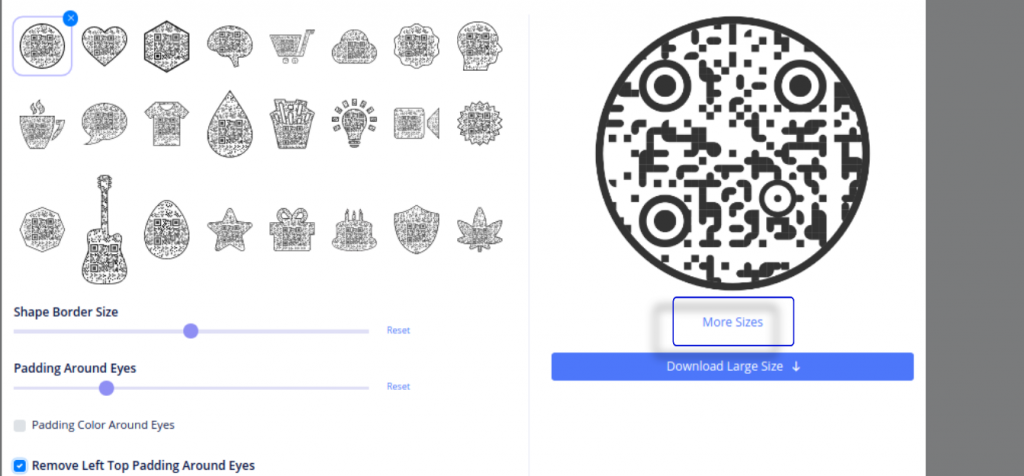 Shape Border Size
Reset
Padding Around Eyes
Reset
Padding Color Around Eyes
Remove Left Top Padding Around Eyes
More Sizes
Download Large Size